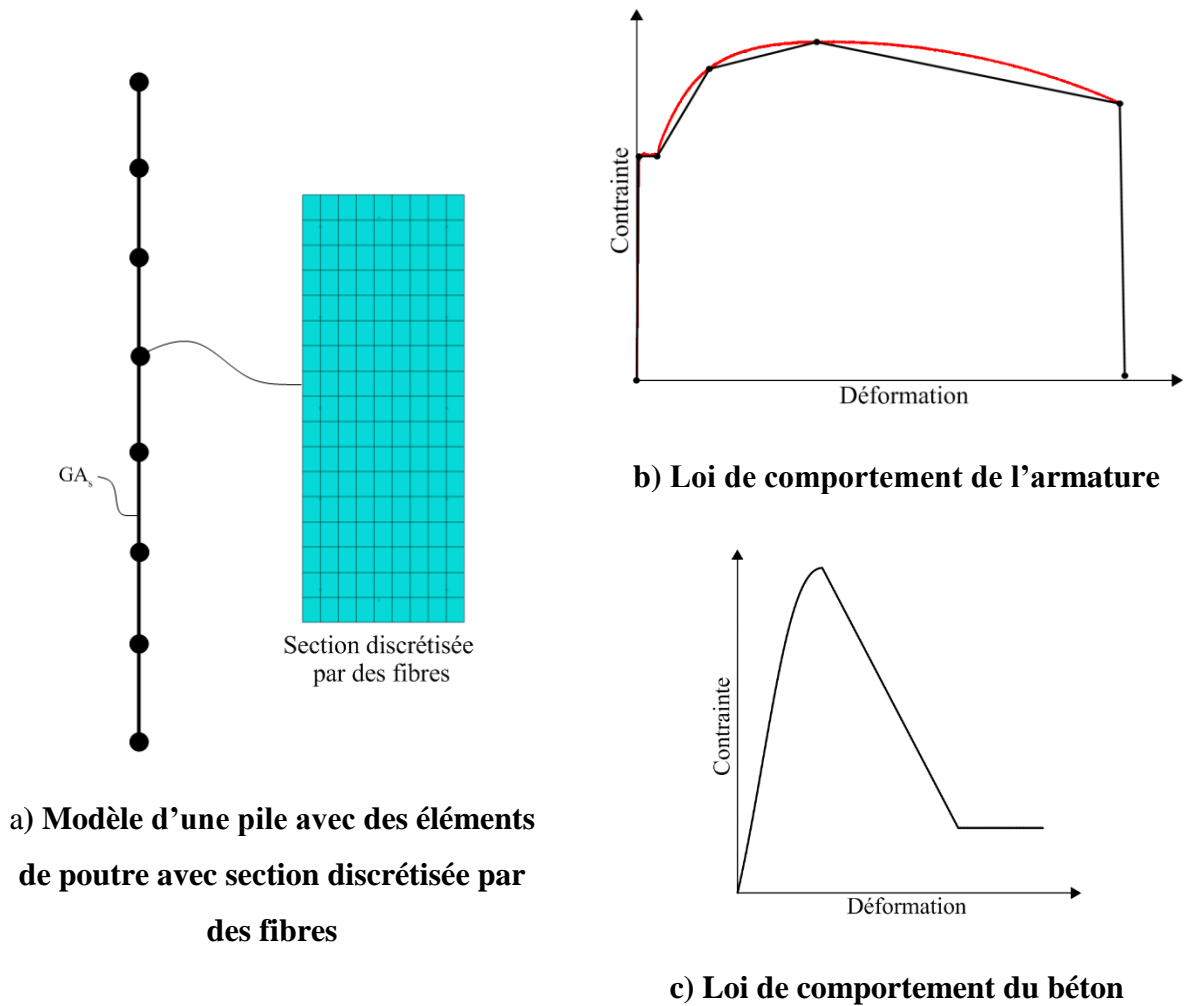 GAs
Section discrétisée
par des fibres
a) Modèle d’une pile avec des éléments
de poutre avec section discrétisée par
des fibres
Contrainte
Déformation
b) Loi de comportement de l’armature
Contrainte
Déformation
c) Loi de comportement du béton